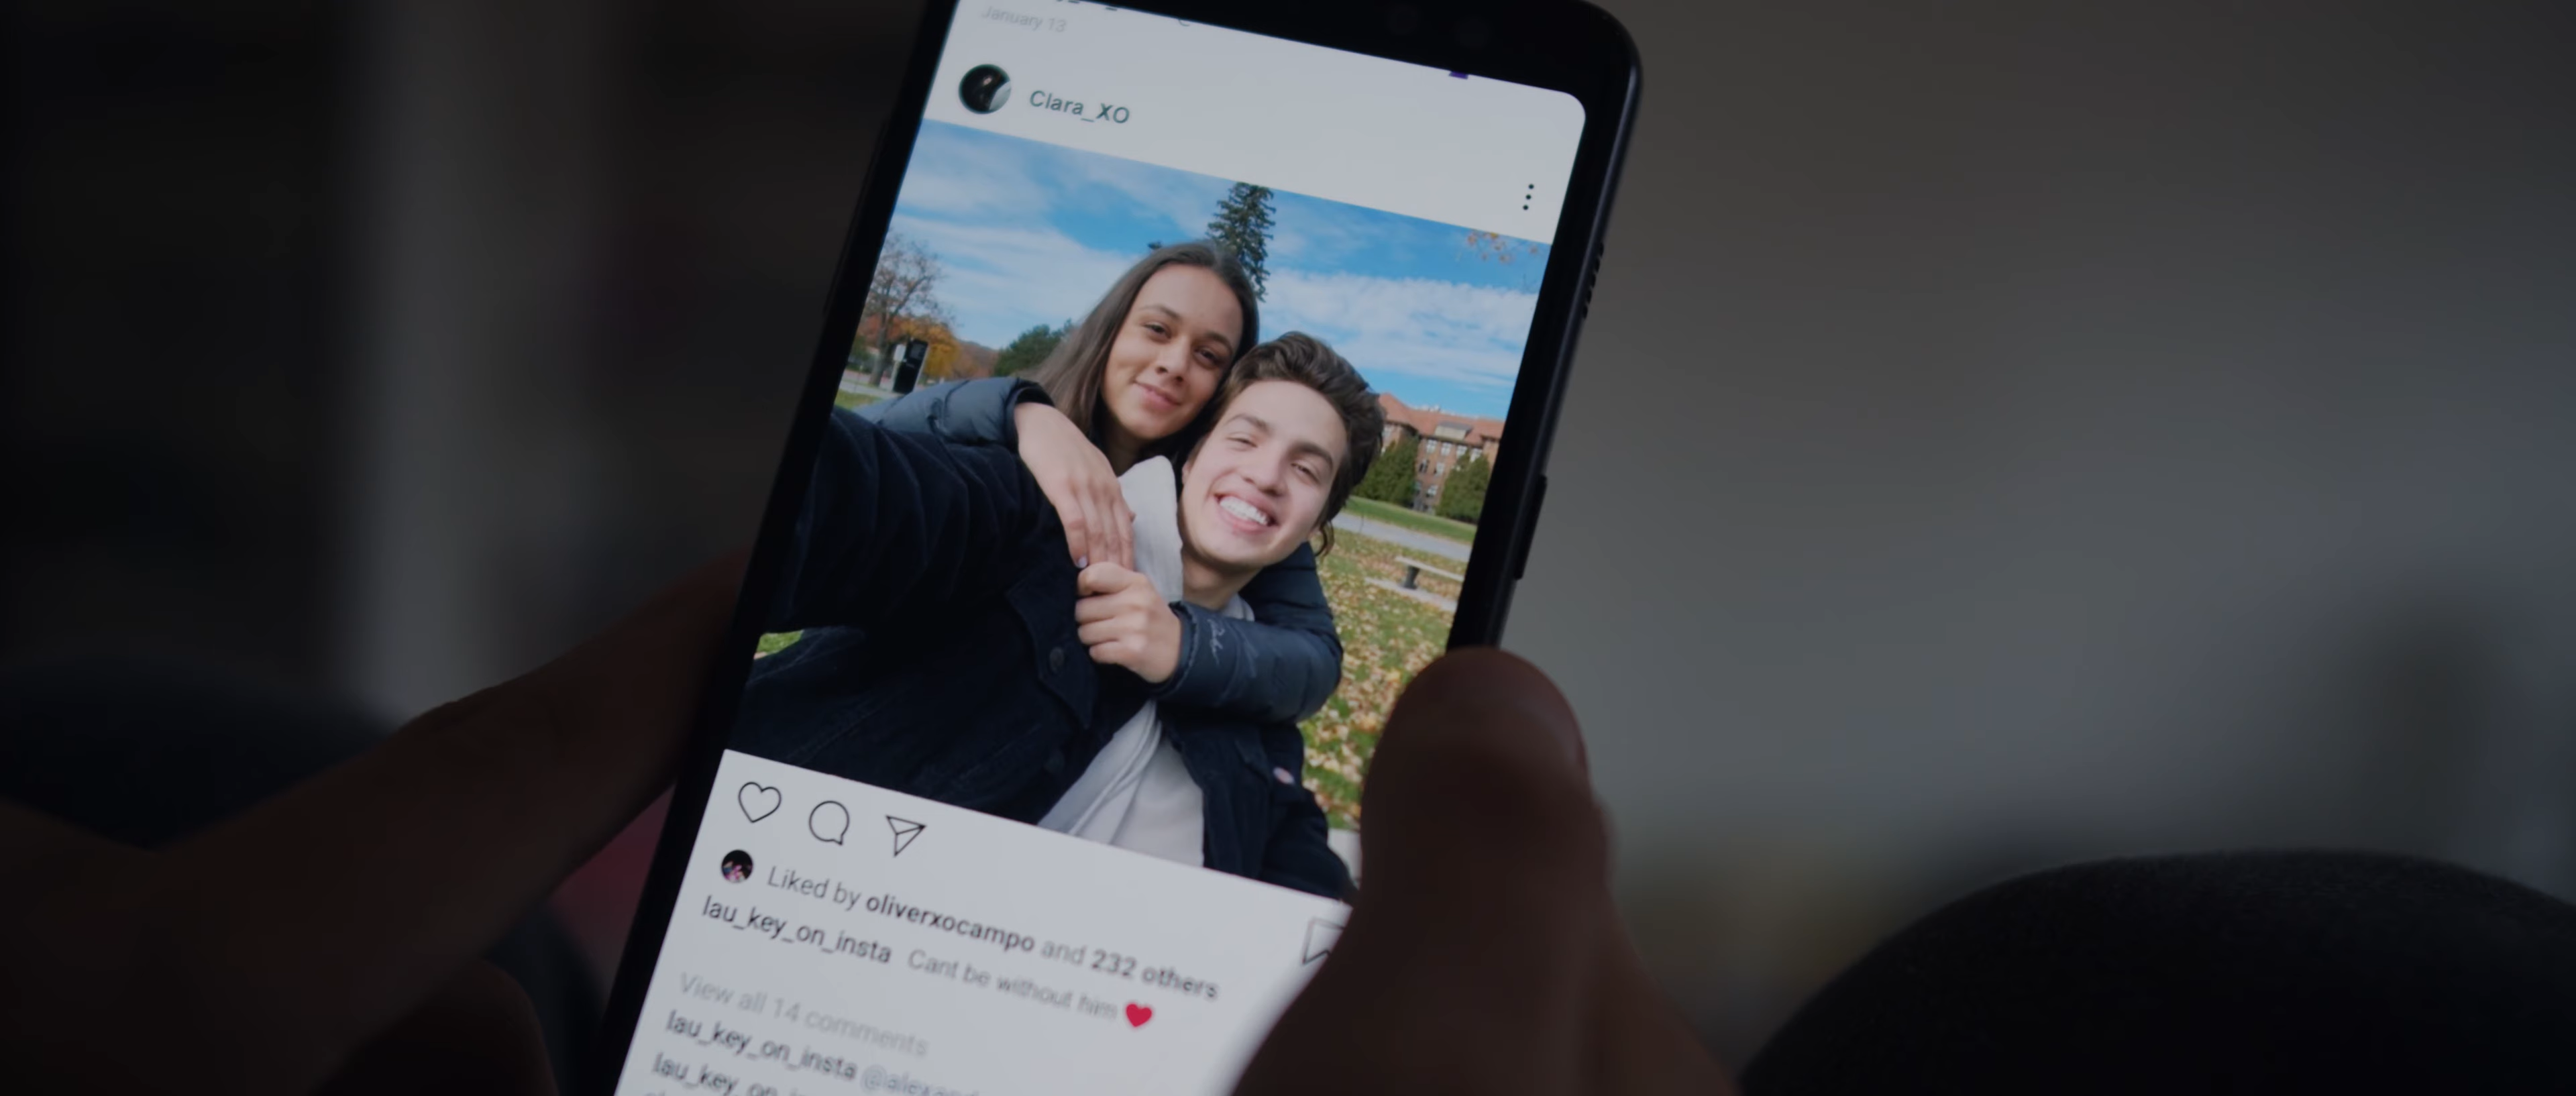 January 13
Clara_XO
Liked by oliverxocampo and 232 others
lau_key_on_insta Cant be without him ❤️
View all 14 comments
lau_key_on_insta